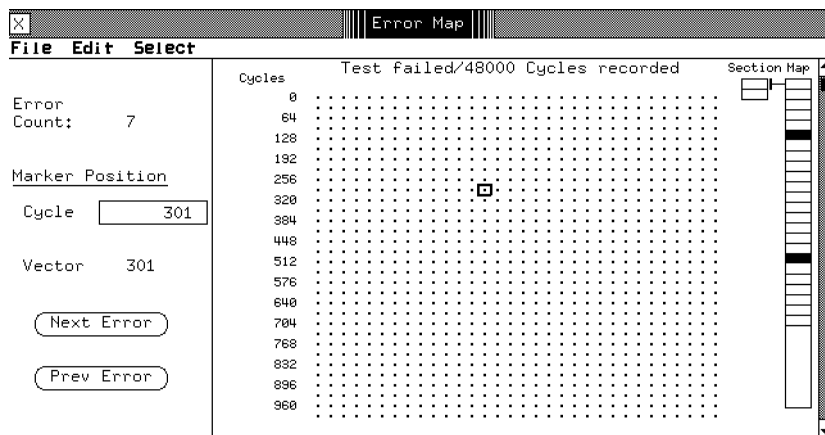 X
Error Map
File Edit Select
Test failed/48000 Cycles recorded
Section Map
Cycles
0
64
128
192
256
320
384
448
512
576
640
704
768
832
896
960
Error
Count: 7
Marker Position
Cycle 301
Vector 301
Next Error
Prev Error